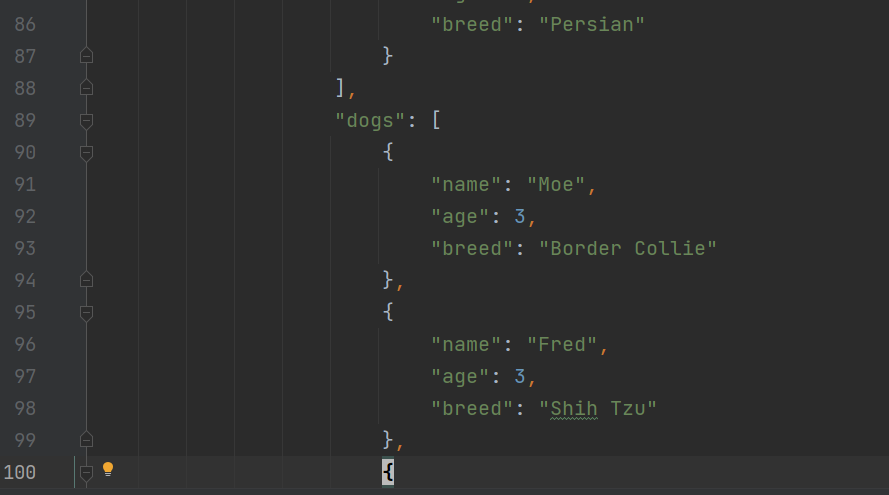 86 "breed": "Persian"
87 }
88 ],
89 "dogs": [
90 {
91 "name": "Moe",
92 "age": 3,
93 "breed": "Border Collie"
94 },
95 {
96 "name": "Fred",
97 "age": 3,
98 "breed": "Shih Tzu"
99 },
100 {